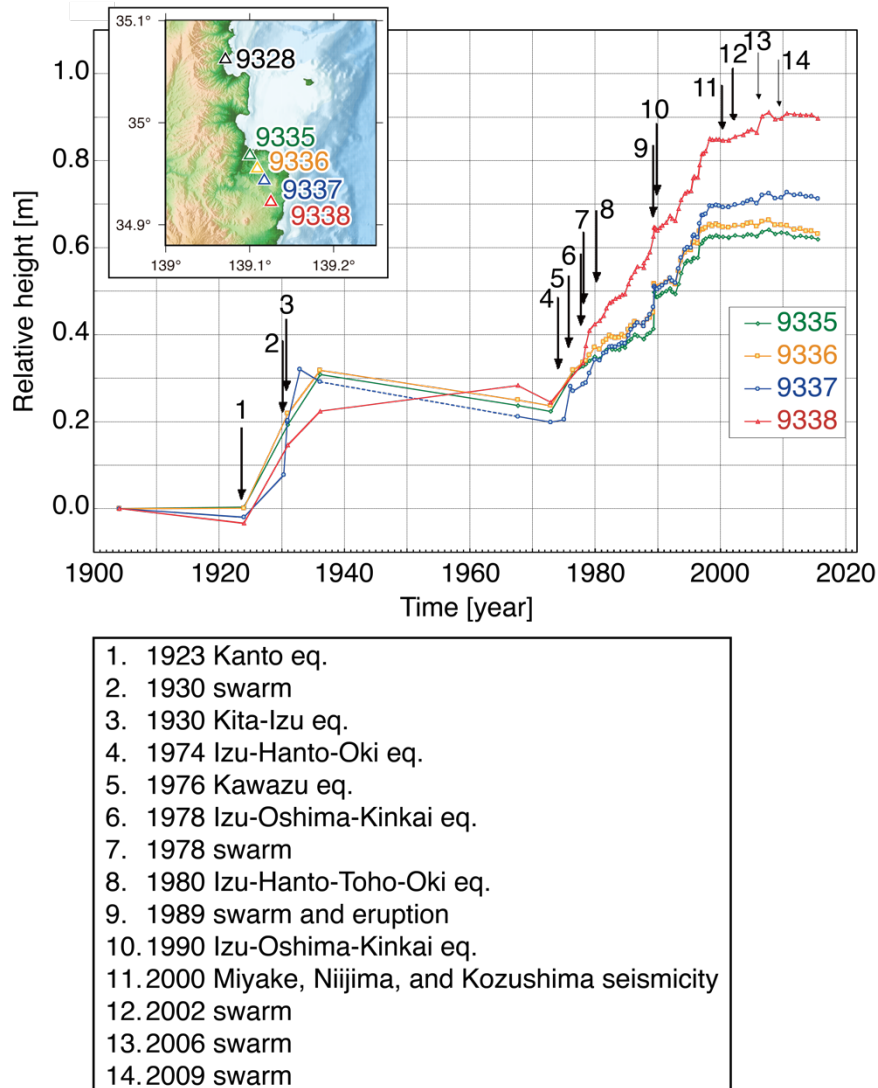 35.1°
35°
34.9°
139° 139.1° 139.2°
9328
9335
9336
9337
9338
Relative height [m]
1.0
0.8
0.6
0.4
0.2
0.0
1
2
3
4
5
6
7
8
9
10
11
12
13
14
9335
9336
9337
9338
1900 1920 1940 1960 1980 2000 2020
Time [year]
1. 1923 Kanto eq.
2. 1930 swarm
3. 1930 Kita-Izu eq.
4. 1974 Izu-Hanto-Oki eq.
5. 1976 Kawazu eq.
6. 1978 Izu-Oshima-Kinkai eq.
7. 1978 swarm
8. 1980 Izu-Hanto-Toho-Oki eq.
9. 1989 swarm and eruption
10. 1990 Izu-Oshima-Kinkai eq.
11. 2000 Miyake, Niijima, and Kozushima seismicity
12. 2002 swarm
13. 2006 swarm
14. 2009 swarm